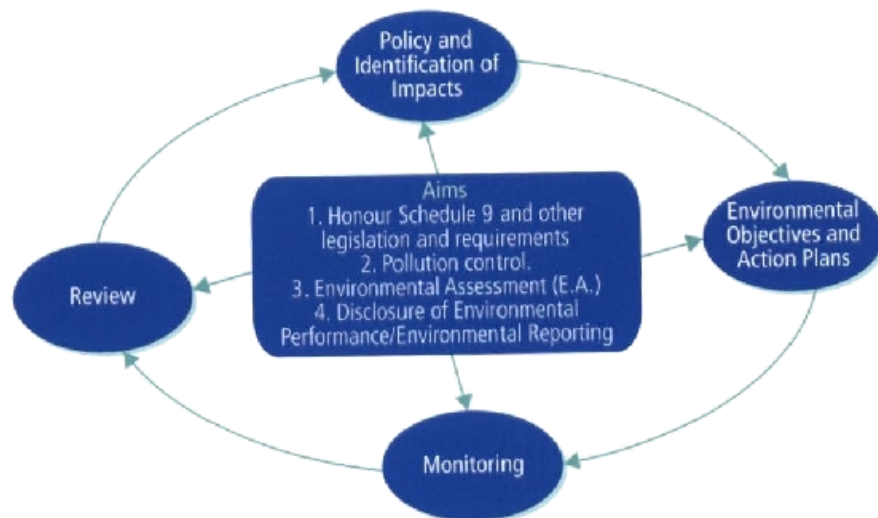 Policy and
Identification of
Impacts
Aims
1. Honour Schedule 9 and other
legislation and requirements
2. Pollution control.
3. Environmental Assessment (E.A.)
4. Disclosure of Environmental
Performance/Environmental Reporting
Environmental
Objectives and
Action Plans
Review
Monitoring